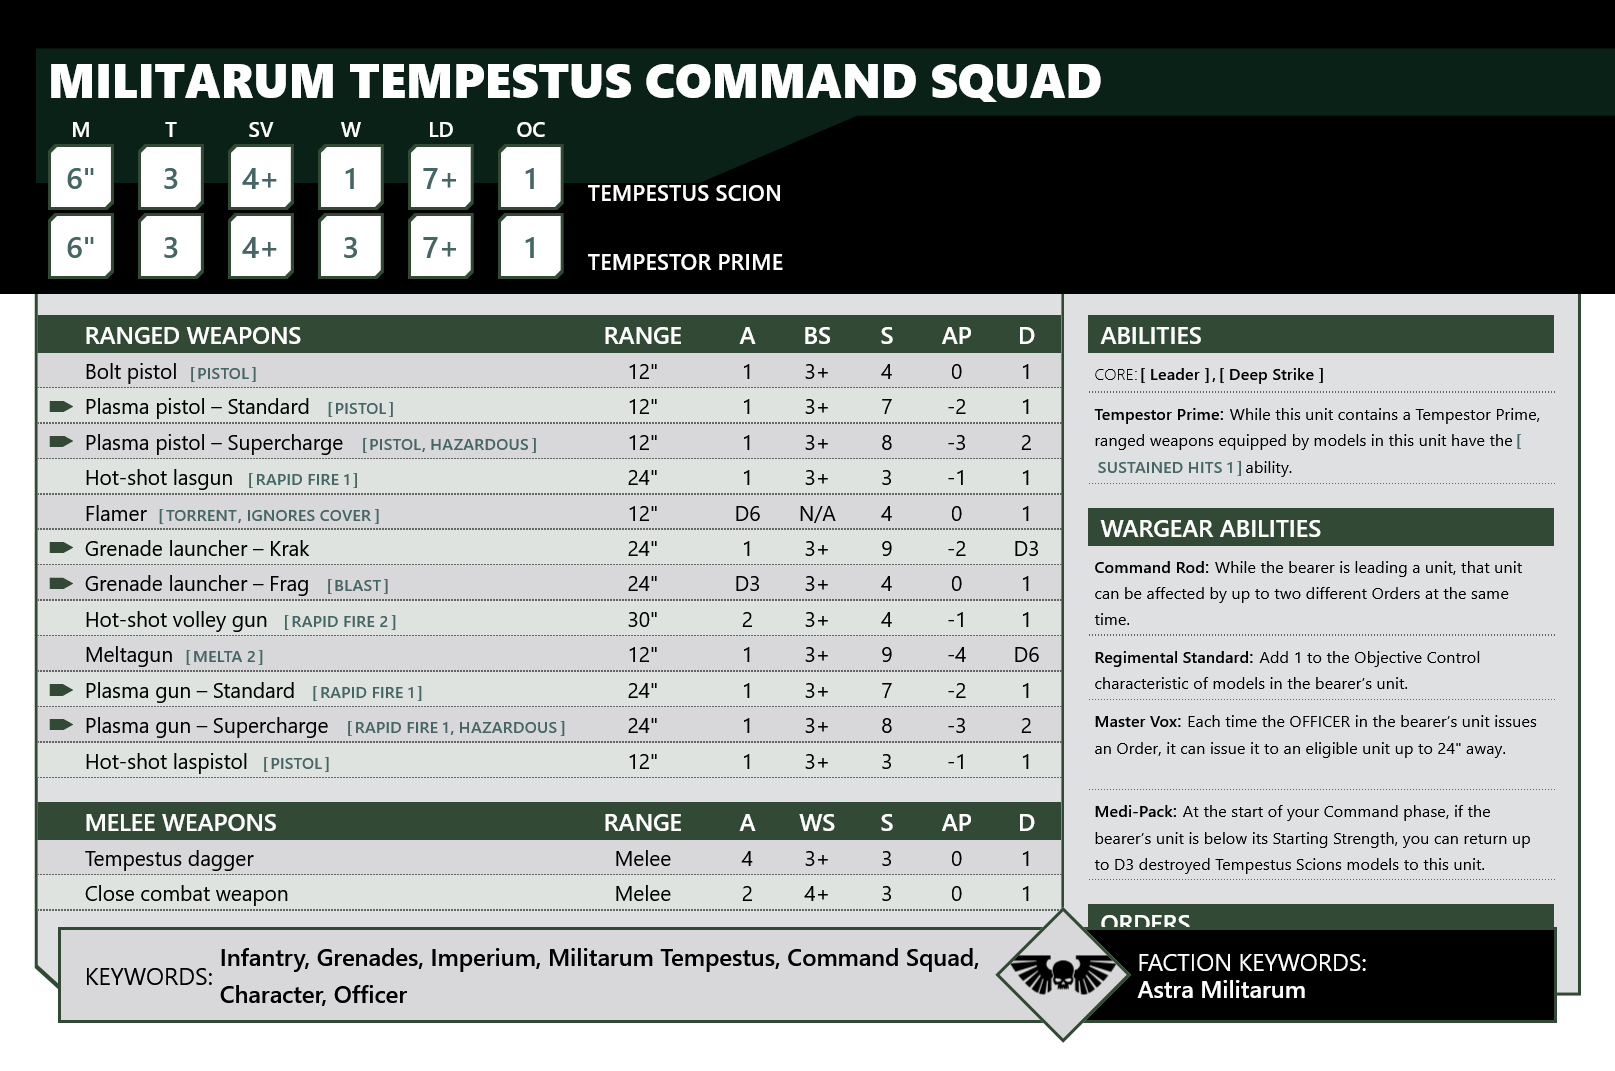 MILITARUM TEMPESTUS COMMAND SQUAD
M T SV W LD OC
6" 3 4+ 1 7+ 1 TEMPESTUS SCION
6" 3 4+ 3 7+ 1 TEMPESTOR PRIME
RANGED WEAPONS RANGE A BS S AP D
Bolt pistol [PISTOL] 12" 1 3+ 4 0 1
Plasma pistol – Standard [PISTOL] 12" 1 3+ 7 -2 1
Plasma pistol – Supercharge [PISTOL, HAZARDOUS] 12" 1 3+ 8 -3 2
Hot-shot lasgun [RAPID FIRE 1] 24" 1 3+ 3 -1 1
Flamer [TORRENT, IGNORES COVER] 12" D6 N/A 4 0 1
Grenade launcher – Krak 24" 1 3+ 9 -2 D3
Grenade launcher – Frag [BLAST] 24" D3 3+ 4 0 1
Hot-shot volley gun [RAPID FIRE 2] 30" 2 3+ 4 -1 1
Meltagun [MELTA 2] 12" 1 3+ 9 -4 D6
Plasma gun – Standard [RAPID FIRE 1] 24" 1 3+ 7 -2 1
Plasma gun – Supercharge [RAPID FIRE 1, HAZARDOUS] 24" 1 3+ 8 -3 2
Hot-shot laspistol [PISTOL] 12" 1 3+ 3 -1 1
MELEE WEAPONS RANGE A WS S AP D
Tempestus dagger Melee 4 3+ 3 0 1
Close combat weapon Melee 2 4+ 3 0 1
ABILITIES
CORE: [ Leader ] , [ Deep Strike ]
Tempestor Prime: While this unit contains a Tempestor Prime,
ranged weapons equipped by models in this unit have the [
SUSTAINED HITS 1 ] ability.
WARGEAR ABILITIES
Command Rod: While the bearer is leading a unit, that unit
can be affected by up to two different Orders at the same
time.
Regimental Standard: Add 1 to the Objective Control
characteristic of models in the bearer’s unit.
Master Vox: Each time the OFFICER in the bearer’s unit issues
an Order, it can issue it to an eligible unit up to 24" away.
Medi-Pack: At the start of your Command phase, if the
bearer’s unit is below its Starting Strength, you can return up
to D3 destroyed Tempestus Scions models to this unit.
ORDERS
KEYWORDS: Infantry, Grenades, Imperium, Militarum Tempestus, Command Squad,
Character, Officer
FACTION KEYWORDS:
Astra Militarum